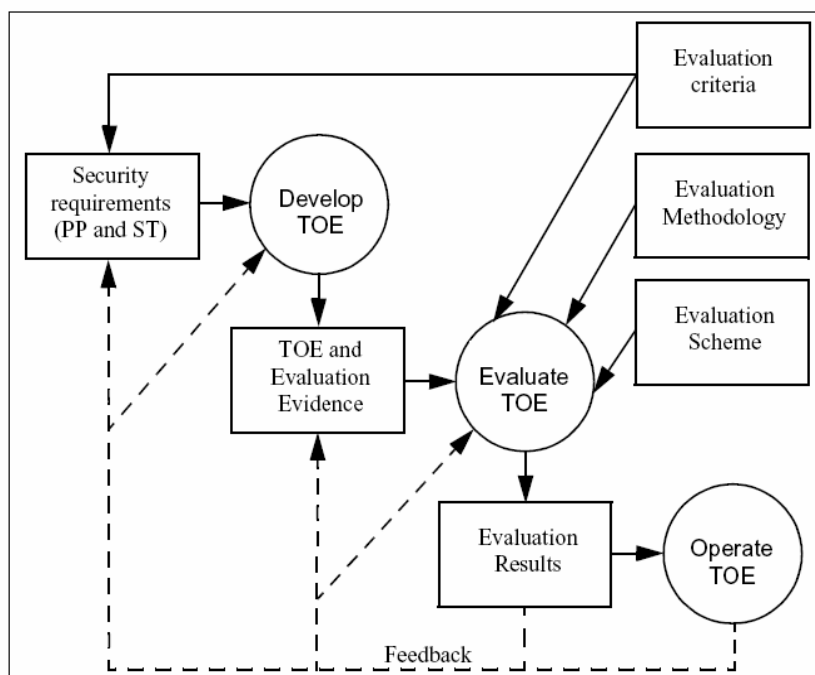 Evaluation
criteria
Security
requirements
(PP and ST)
Develop
TOE
Evaluation
Methodology
Evaluation
Scheme
TOE and
Evaluation
Evidence
Evaluate
TOE
Evaluation
Results
Operate
TOE
Feedback